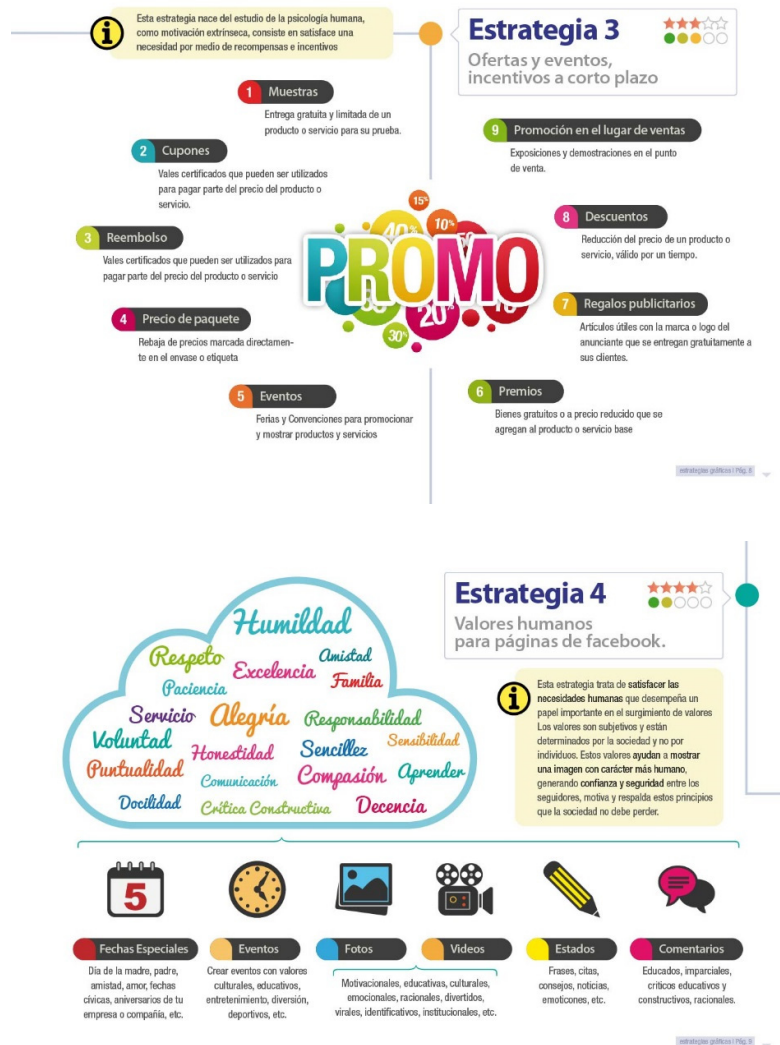 Esta estrategia nace del estudio de la psicologia humana,
como motivación extrinseca, consiste en satisface una
necesidad por medio de recompensas e incentivos
Estrategia 3
Ofertas y eventos,
incentivos a corto plazo
1 Muestras
Entrega gratuita y limitada de un
producto o servicio para su prueba.
2 Cupones
Vales certificados que pueden ser utilizados
para pagar parte del precio del producto o
servicio.
3 Reembolso
Vales certificados que pueden ser utilizados para
pagar parte del precio del producto o servicio
4 Precio de paquete
Rebaja de precios marcada directamen-
te en el envase o etiqueta
5 Eventos
Ferias y Convenciones para promocionar
y mostrar productos y servicios
15%
40%
10%
50
PROMO
20%
30%
9 Promoción en el lugar de ventas
Exposiciones y demostraciones en el punto
de venta.
8 Descuentos
Reducción del precio de un producto o
servicio, válido por un tiempo.
7 Regalos publicitarios
Artículos útiles con la marca o logo del
anunciante que se entregan gratuitamente a
sus clientes.
6 Premios
Bienes gratuitos o a precio reducido que se
agregan al producto o servicio base
estrategias gráficas | Pág. 8
Estrategia 4
Valores humanos
para páginas de facebook.
Esta estrategia trata de satisfacer las
necesidades humanas que desempeña un
papel importante en el surgimiento de valores
Los valores son subjetivos y están
determinados por la sociedad y no por
individuos. Estos valores ayudan a mostrar
una imagen con carácter más humano,
generando confianza y seguridad entre los
seguidores, motiva y respalda estos principios
que la sociedad no debe perder.
Humildad
Respeto
Excelencia
Amistad
Paciencia
Familia
Servicio
Alegría
Responsabilidad
Voluntad
Honestidad
Sencillez
Sensibilidad
Puntualidad
Comunicación
Compasión
Aprender
Docilidad
Crítica Constructiva
Decencia
5
Fechas Especiales
Día de la madre, padre,
amistad, amor, fechas
cívicas, aniversarios de tu
empresa o compañía, etc.
Eventos
Crear eventos con valores
culturales, educativos,
entretenimiento, diversión,
deportivos, etc.
Fotos
Videos
Motivacionales, educativas, culturales,
emocionales, racionales, divertidos,
virales, identificativos, institucionales, etc.
Estados
Frases, citas,
consejos, noticias,
emoticones, etc.
Comentarios
Educados, imparciales,
críticos educativos y
constructivos, racionales.
estrategias gráficas | Pág. 9